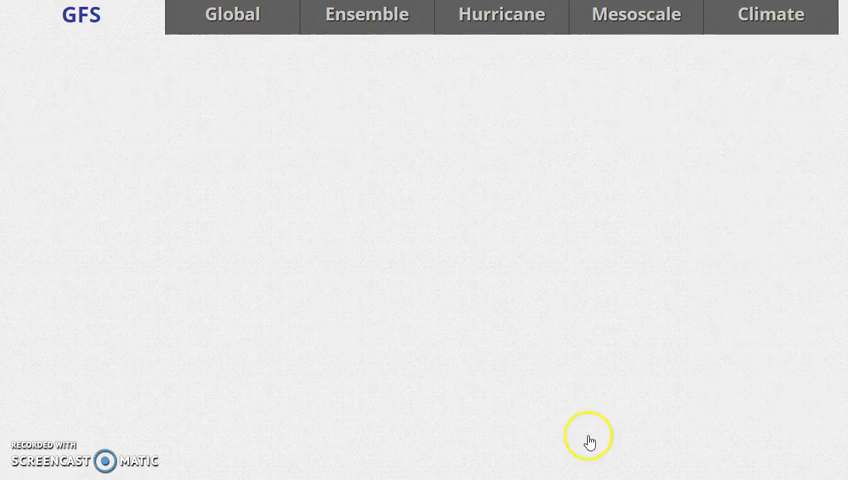 GFS Global Ensemble Hurricane Mesoscale Climate
RECORDED WITH
SCREENCAST MATIC